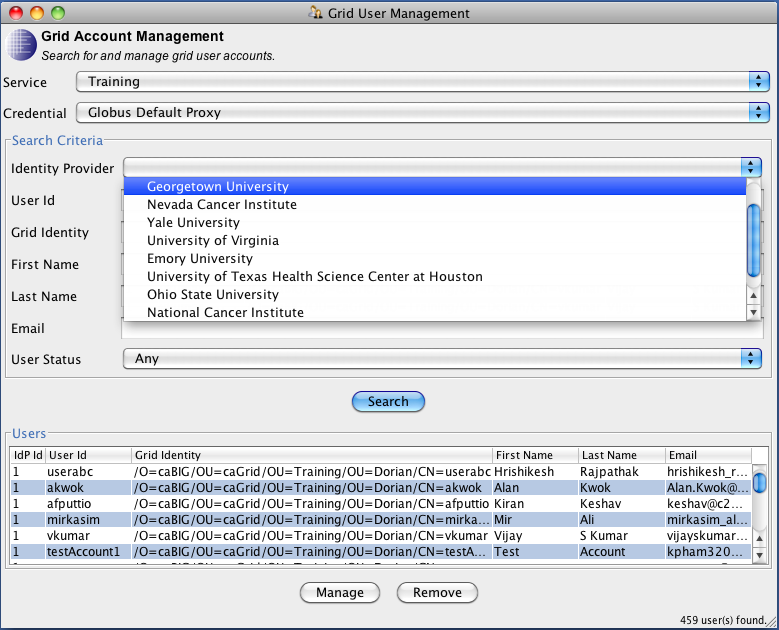 Grid User Management
Grid Account Management
Search for and manage grid user accounts.
Service Training
Credential Globus Default Proxy
Search Criteria
Identity Provider
Georgetown University
User Id
Nevada Cancer Institute
Yale University
Grid Identity
University of Virginia
Emory University
First Name
University of Texas Health Science Center at Houston
Last Name
Ohio State University
National Cancer Institute
Email
User Status Any
Search
Users
IdP Id User Id Grid Identity First Name Last Name Email
1 userabc /O=caBIG/OU=caGrid/OU=Training/OU=Dorian/CN=userabc Hrishikesh Rajpathak hrishikesh_r...
1 akwok /O=caBIG/OU=caGrid/OU=Training/OU=Dorian/CN=akwok Alan Kwok Alan.Kwok@...
1 afputtio /O=caBIG/OU=caGrid/OU=Training/OU=Dorian/CN=afputtio Kiran Keshav keshav@c2...
1 mirkasim /O=caBIG/OU=caGrid/OU=Training/OU=Dorian/CN=mirka... Mir Ali mirkasim_al...
1 vkumar /O=caBIG/OU=caGrid/OU=Training/OU=Dorian/CN=vkumar Vijay S Kumar vijayskumar...
1 testAccount1 /O=caBIG/OU=caGrid/OU=Training/OU=Dorian/CN=testA... Test Account kpham320...
Manage Remove
459 user(s) found.